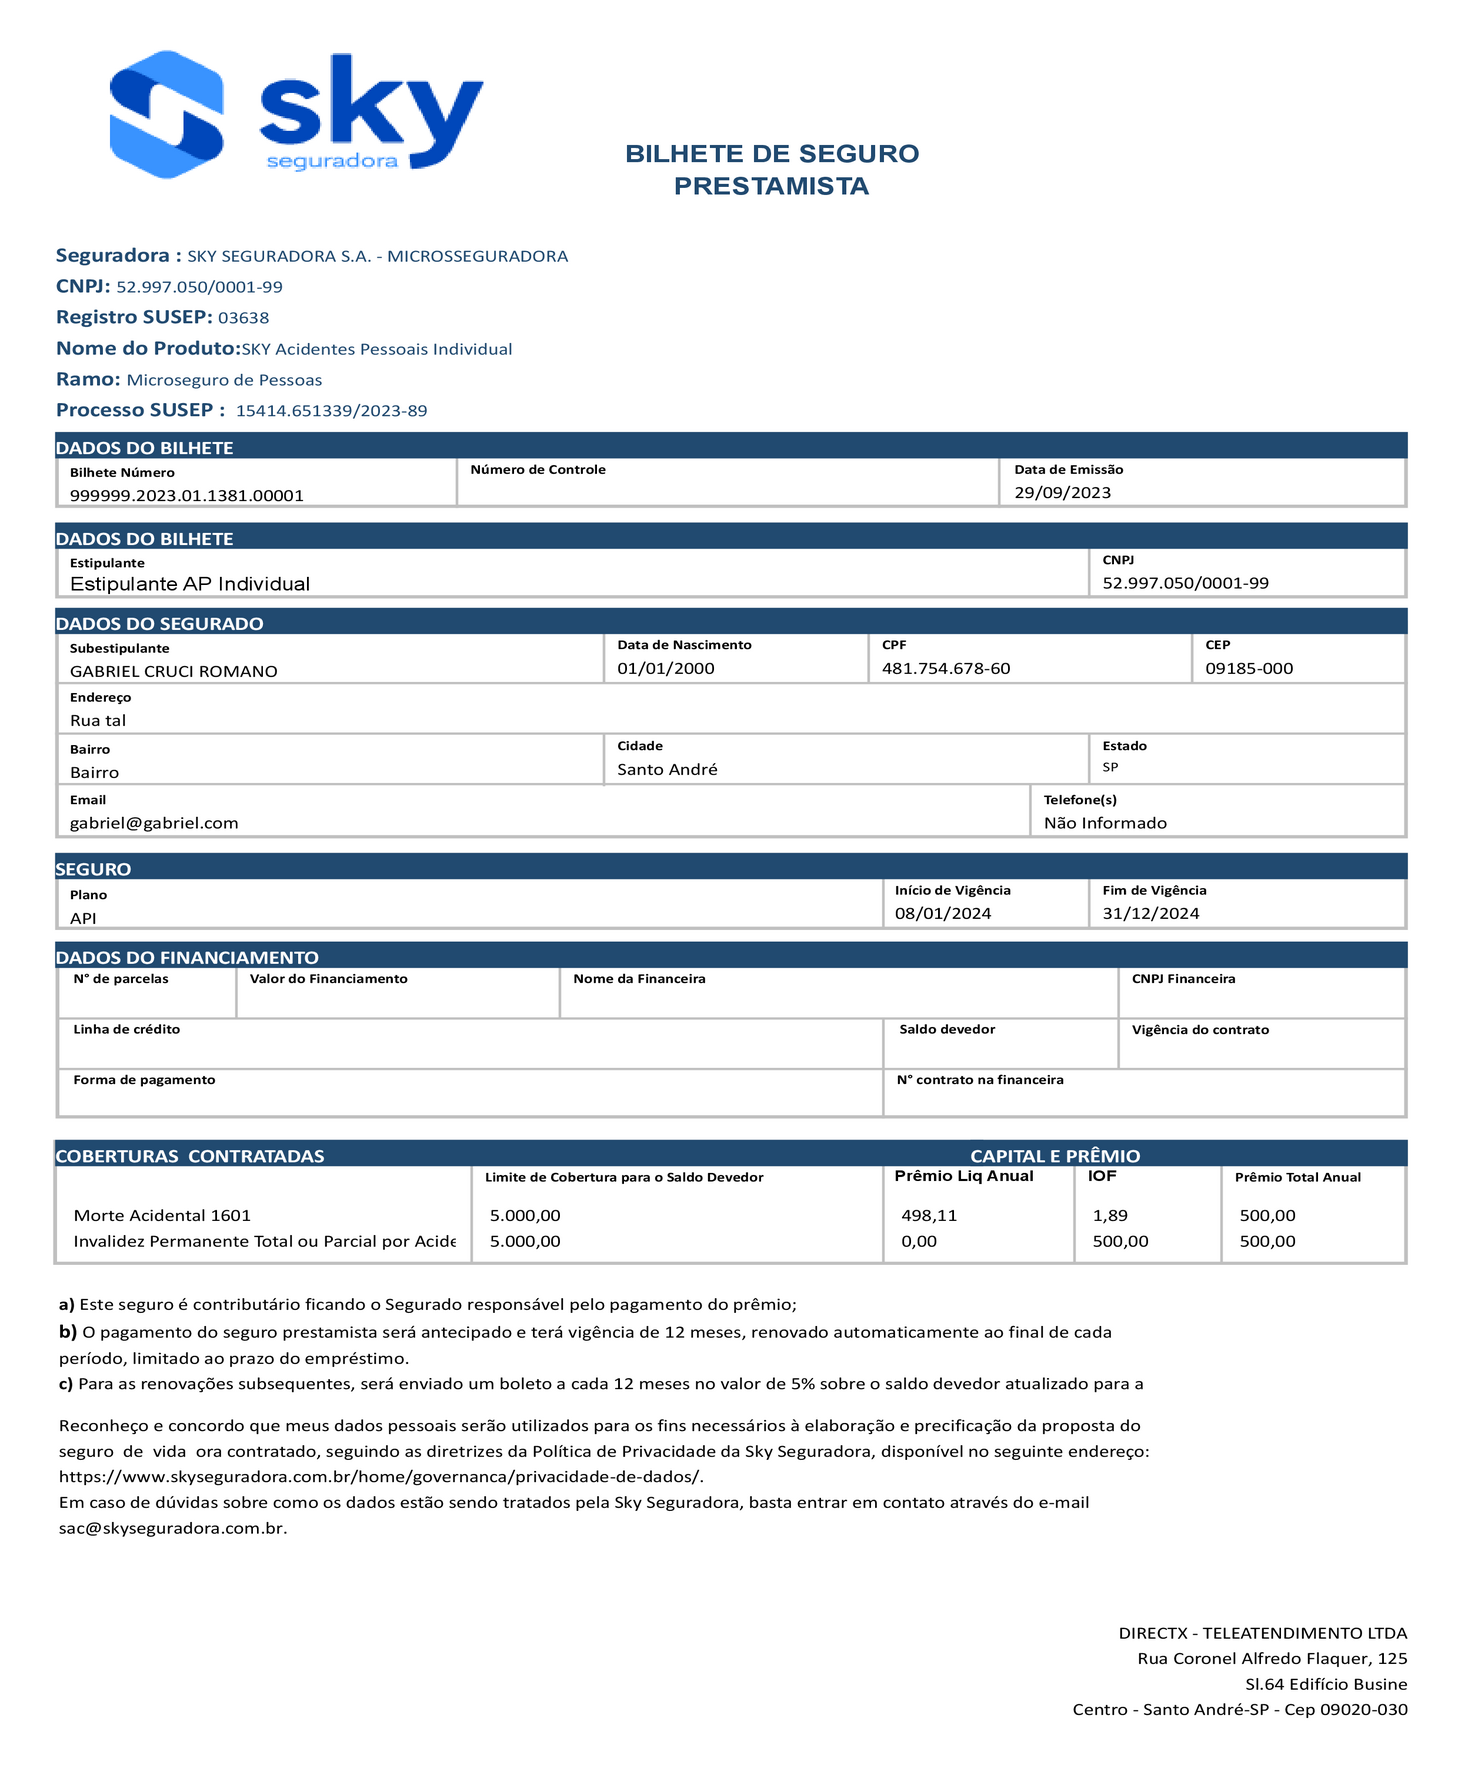 sky
seguradora
BILHETE DE SEGURO
PRESTAMISTA
Seguradora : SKY SEGURADORA S.A. - MICROSSEGURADORA
CNPJ: 52.997.050/0001-99
Registro SUSEP: 03638
Nome do Produto:SKY Acidentes Pessoais Individual
Ramo: Microseguro de Pessoas
Processo SUSEP : 15414.651339/2023-89
DADOS DO BILHETE
Bilhete Número Número de Controle Data de Emissão
999999.2023.01.1381.00001 29/09/2023
DADOS DO BILHETE
Estipulante CNPJ
Estipulante AP Individual 52.997.050/0001-99
DADOS DO SEGURADO
Subestipulante Data de Nascimento CPF CEP
GABRIEL CRUCI ROMANO 01/01/2000 481.754.678-60 09185-000
Endereço
Rua tal
Bairro Cidade Estado
Bairro Santo André SP
Email Telefone(s)
gabriel@gabriel.com Não Informado
SEGURO
Plano Início de Vigência Fim de Vigência
API 08/01/2024 31/12/2024
DADOS DO FINANCIAMENTO
N° de parcelas Valor do Financiamento Nome da Financeira CNPJ Financeira
Linha de crédito Saldo devedor Vigência do contrato
Forma de pagamento N° contrato na financeira
COBERTURAS CONTRATADAS CAPITAL E PRÊMIO
Limite de Cobertura para o Saldo Devedor Prêmio Liq Anual IOF Prêmio Total Anual
Morte Acidental 1601 5.000,00 498,11 1,89 500,00
Invalidez Permanente Total ou Parcial por Acide 5.000,00 0,00 500,00 500,00
a) Este seguro é contributário ficando o Segurado responsável pelo pagamento do prêmio;
b) O pagamento do seguro prestamista será antecipado e terá vigência de 12 meses, renovado automaticamente ao final de cada
período, limitado ao prazo do empréstimo.
c) Para as renovações subsequentes, será enviado um boleto a cada 12 meses no valor de 5% sobre o saldo devedor atualizado para a
Reconheço e concordo que meus dados pessoais serão utilizados para os fins necessários à elaboração e precificação da proposta do
seguro de vida ora contratado, seguindo as diretrizes da Política de Privacidade da Sky Seguradora, disponível no seguinte endereço:
https://www.skyseguradora.com.br/home/governanca/privacidade-de-dados/.
Em caso de dúvidas sobre como os dados estão sendo tratados pela Sky Seguradora, basta entrar em contato através do e-mail
sac@skyseguradora.com.br.
DIRECTX - TELEATENDIMENTO LTDA
Rua Coronel Alfredo Flaquer, 125
Sl.64 Edifício Busine
Centro - Santo André-SP - Cep 09020-030